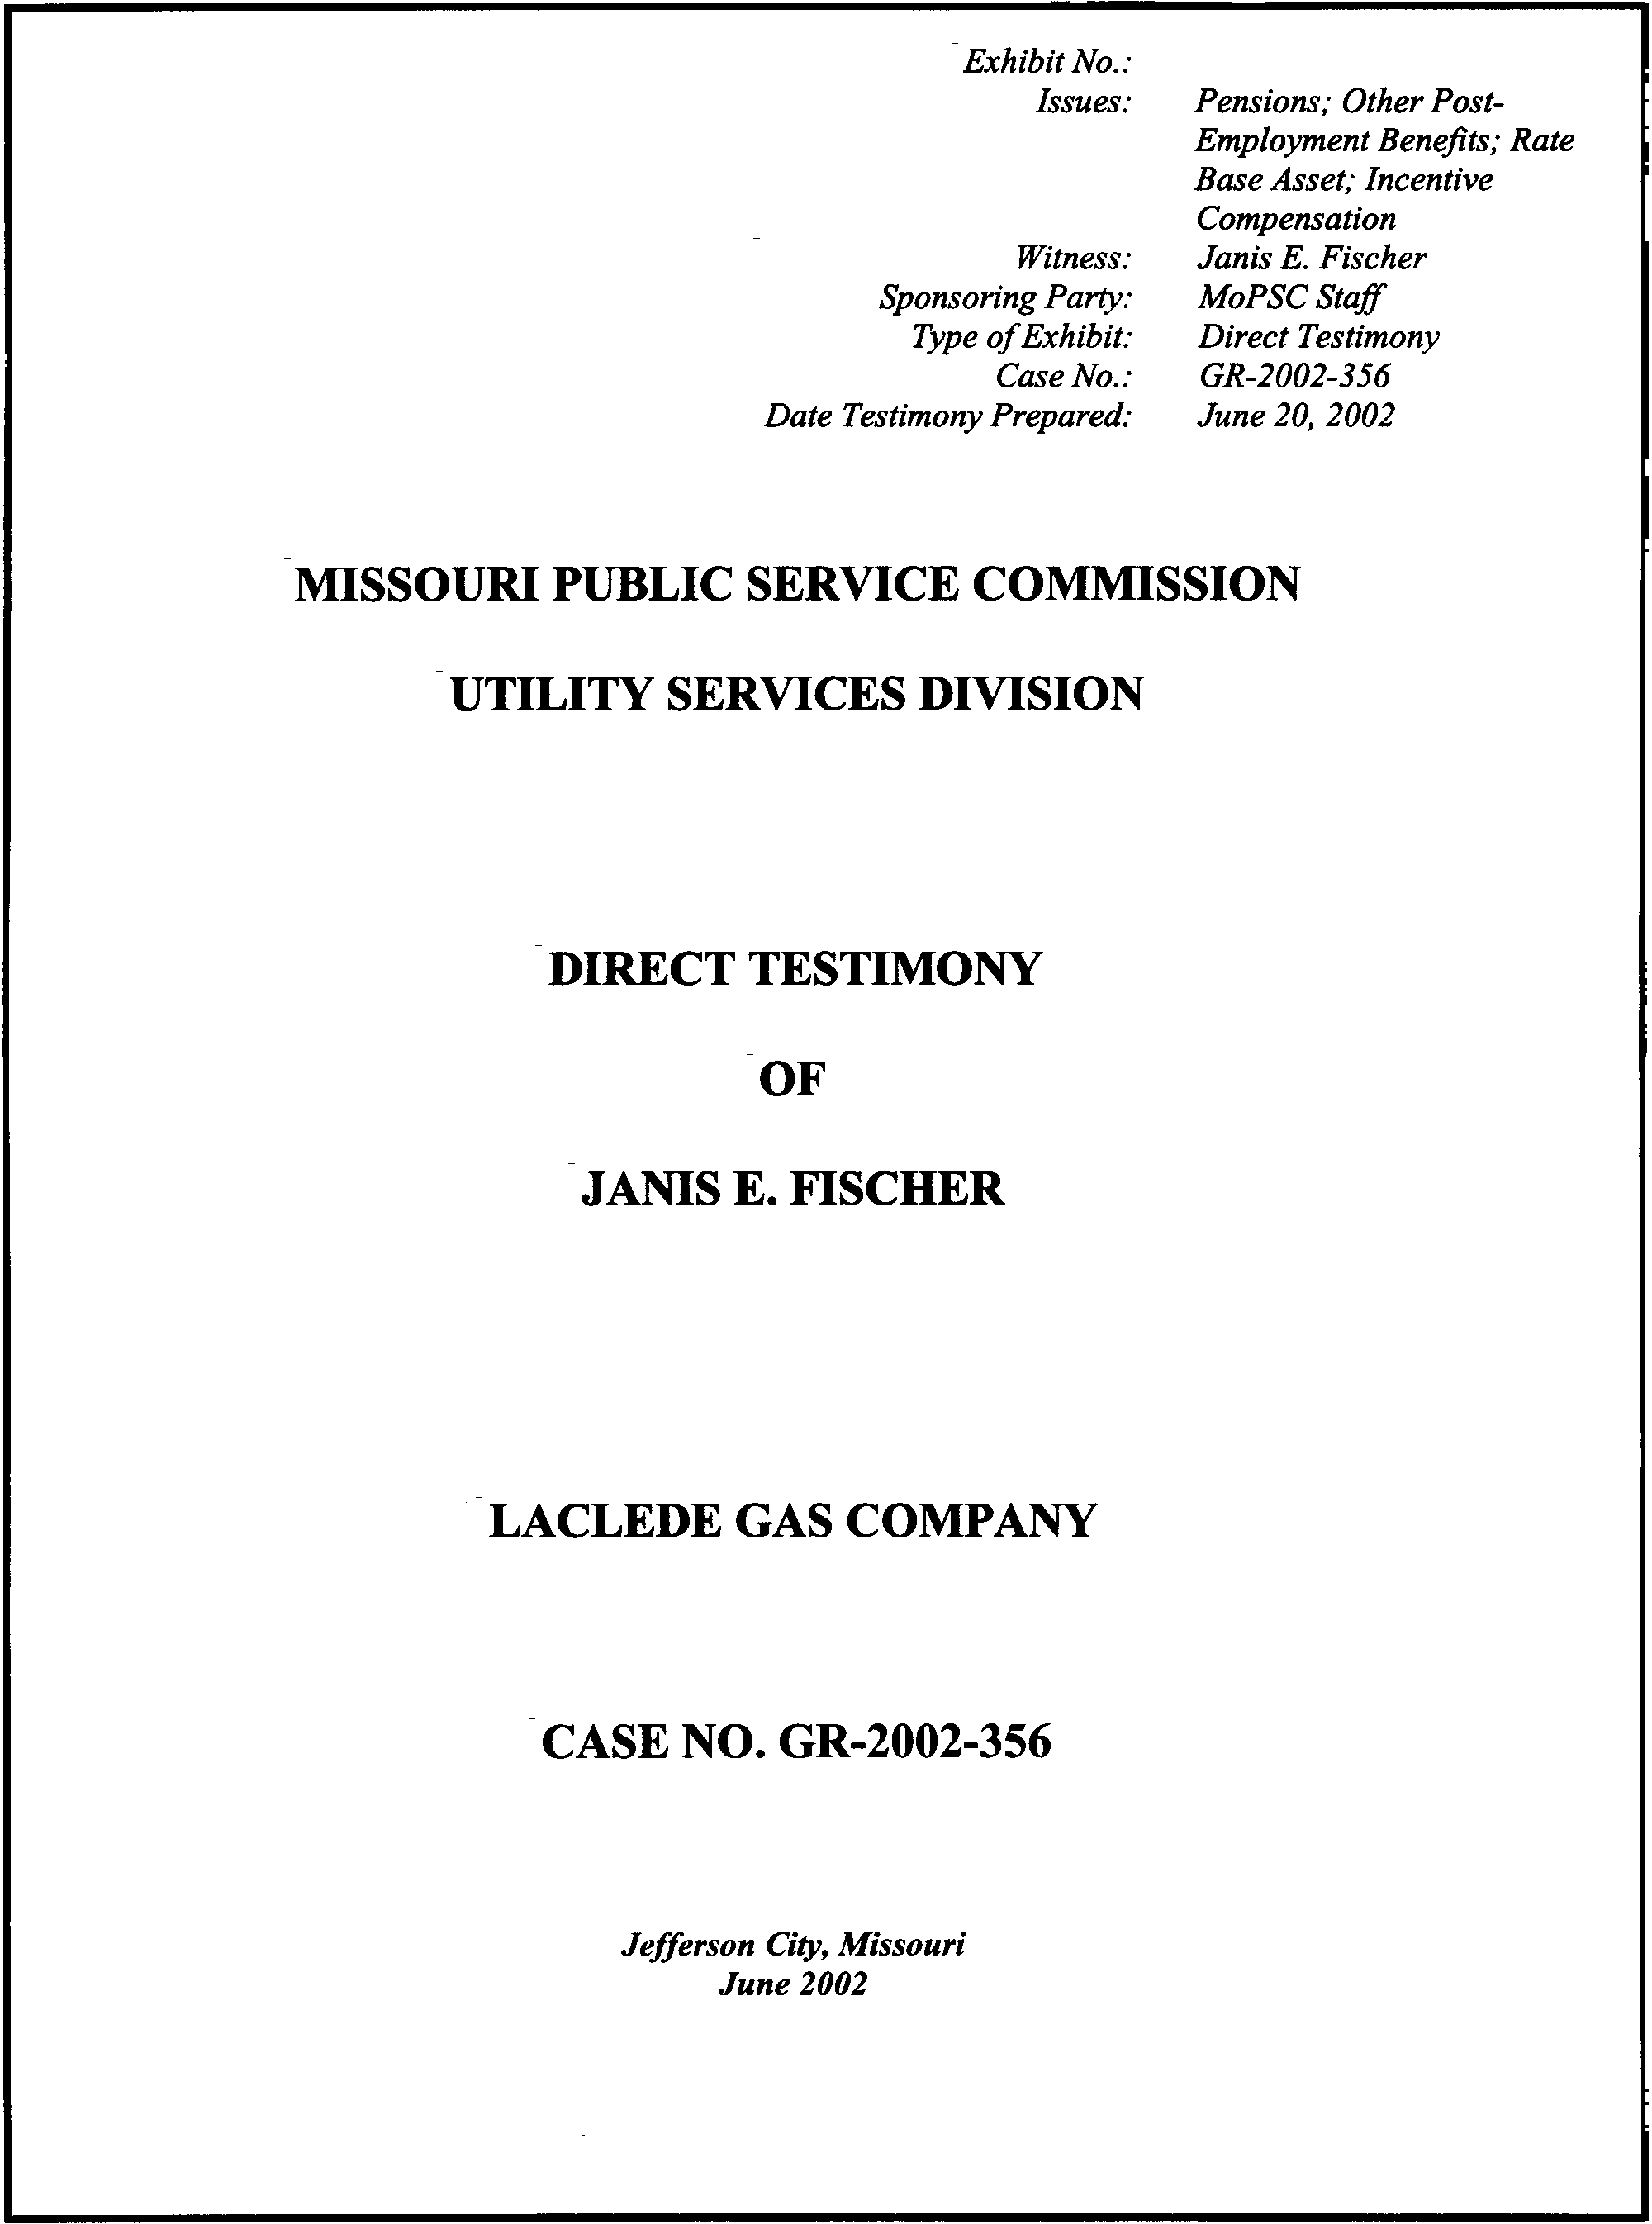 Exhibit No.:
Issues: Pensions; Other Post-
Employment Benefits; Rate
Base Asset; Incentive
Compensation
Witness: Janis E. Fischer
Sponsoring Party: MoPSC Staff
Type of Exhibit: Direct Testimony
Case No.: GR-2002-356
Date Testimony Prepared: June 20, 2002
MISSOURI PUBLIC SERVICE COMMISSION
UTILITY SERVICES DIVISION
DIRECT TESTIMONY
OF
JANIS E. FISCHER
LACLEDE GAS COMPANY
CASE NO. GR-2002-356
Jefferson City, Missouri
June 2002